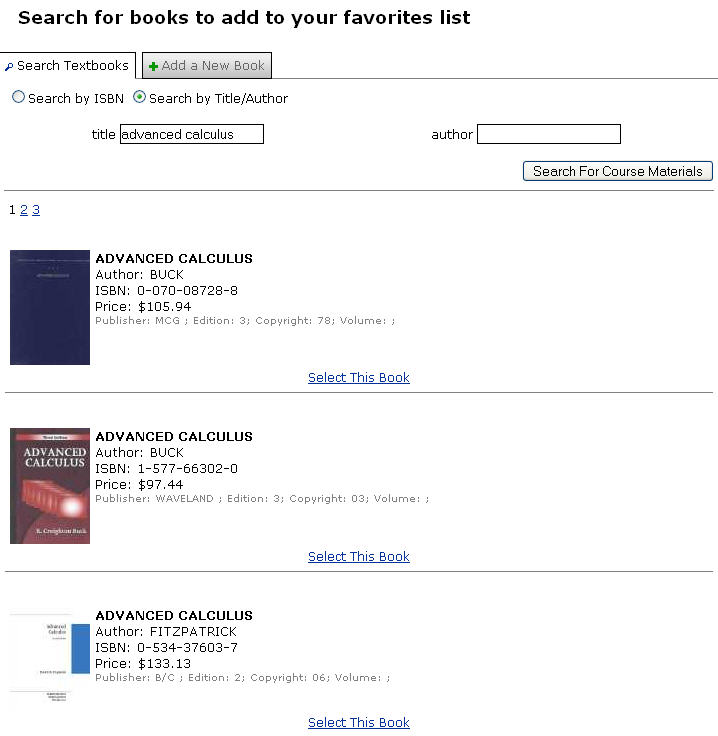 Search for books to add to your favorites list
Search Textbooks
Add a New Book
Search by ISBN Search by Title/Author
title advanced calculus author
Search For Course Materials
1 2 3
ADVANCED CALCULUS
Author: BUCK
ISBN: 0-070-08728-8
Price: $105.94
Publisher: MCG ; Edition: 3; Copyright: 78; Volume: ;
Select This Book
Third Edition
ADVANCED
CALCULUS
R. Creighton Buck
ADVANCED CALCULUS
Author: BUCK
ISBN: 1-577-66302-0
Price: $97.44
Publisher: WAVELAND ; Edition: 3; Copyright: 03; Volume: ;
Select This Book
Advanced
Calculus
ADVANCED CALCULUS
Author: FITZPATRICK
ISBN: 0-534-37603-7
Price: $133.13
Publisher: B/C ; Edition: 2; Copyright: 06; Volume: ;
Select This Book